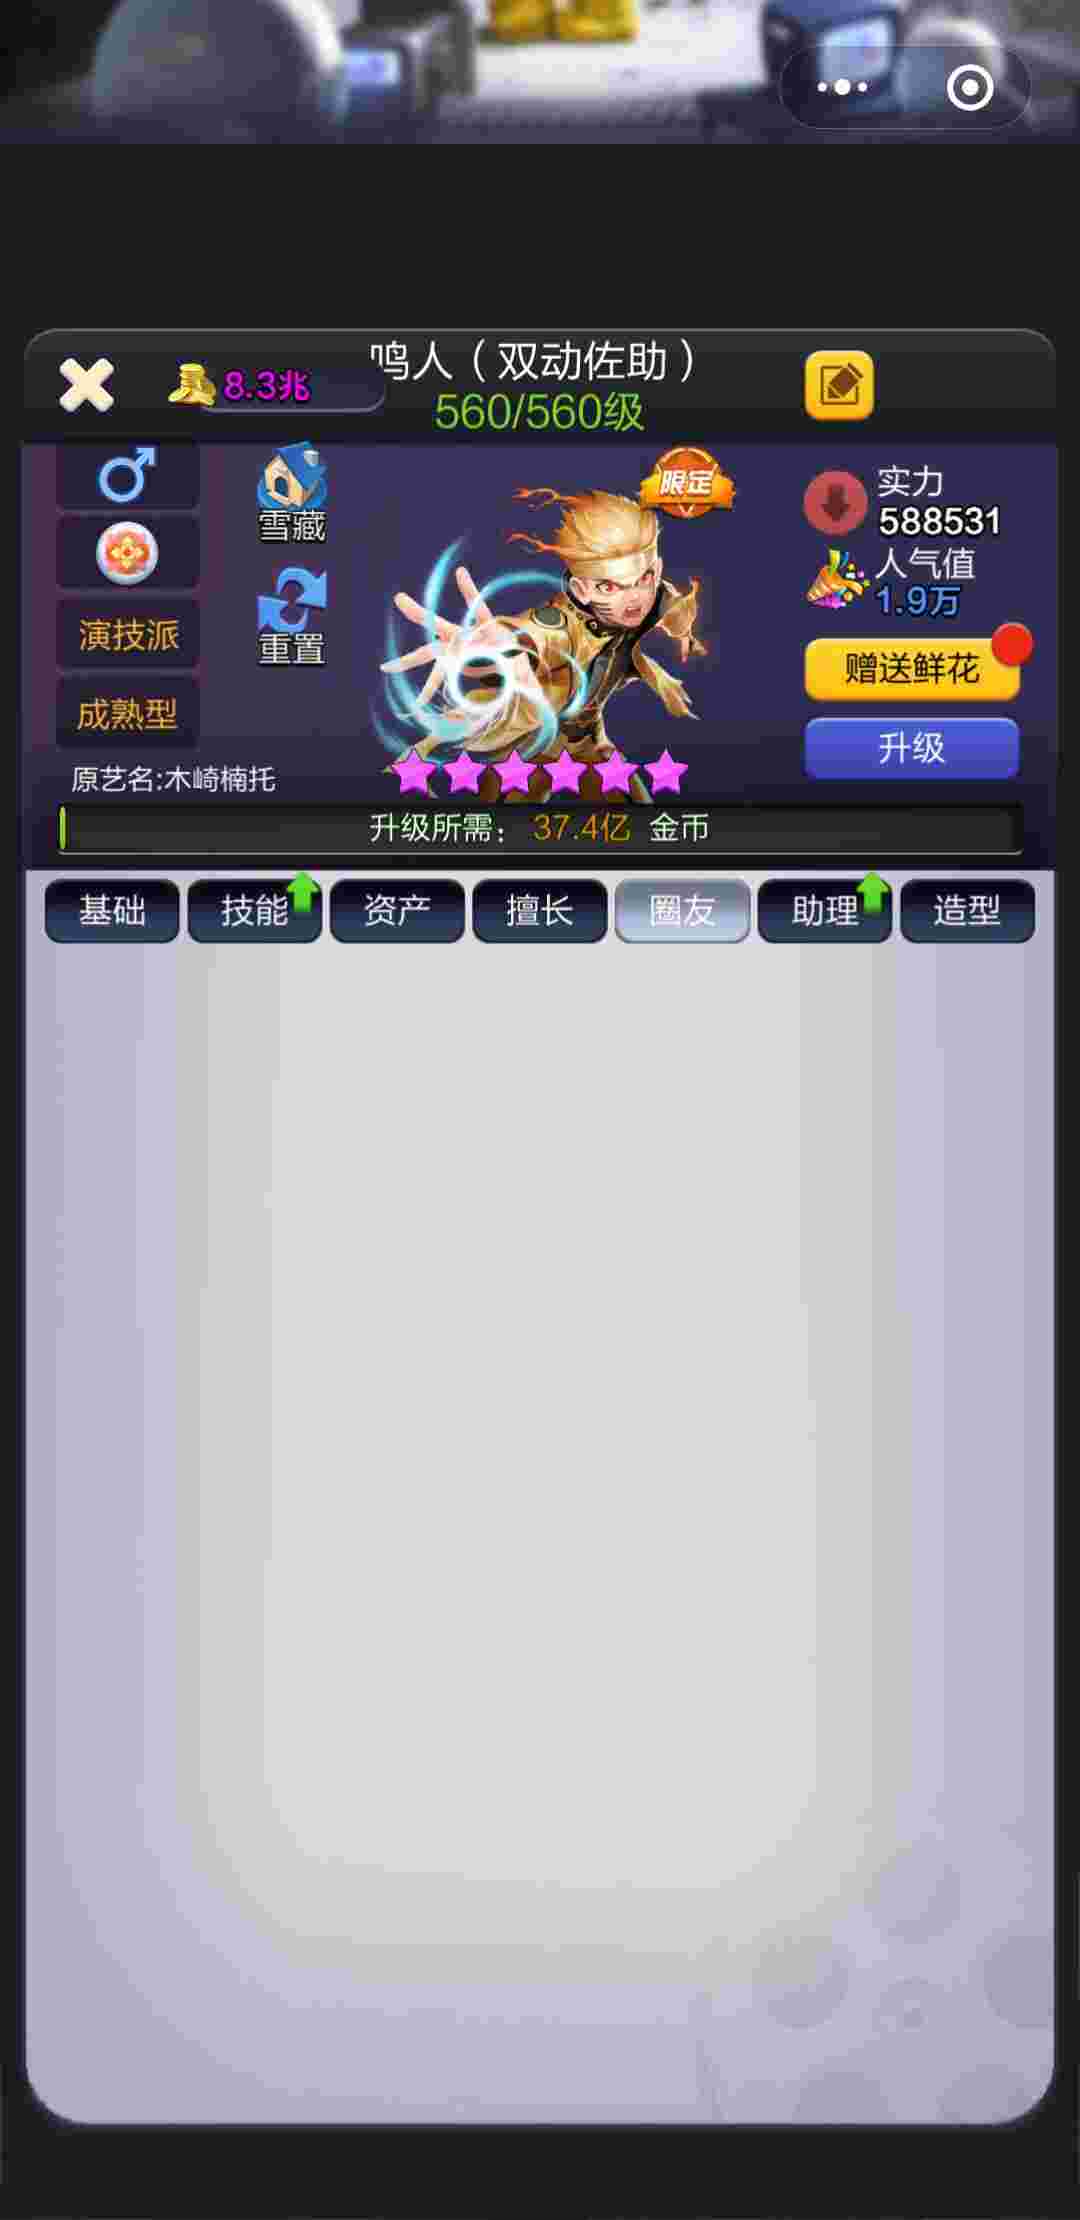 鸣人（双动佐助）
8.3兆
560/560级
限定
雪藏
重置
演技派
成熟型
原艺名:木崎楠托
实力
588531
人气值
1.9万
赠送鲜花
升级
升级所需： 37.4亿 金币
基础 技能 资产 擅长 圈友 助理 造型